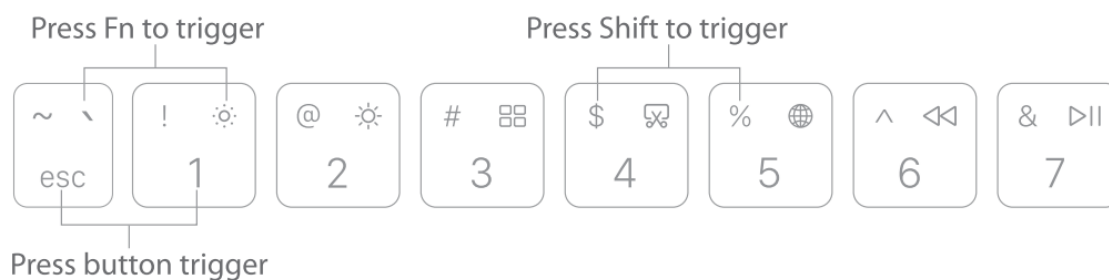 Press Fn to trigger Press Shift to trigger
~ ` ! @ # $ % ^ &
esc 1 2 3 4 5 6 7
Press button trigger